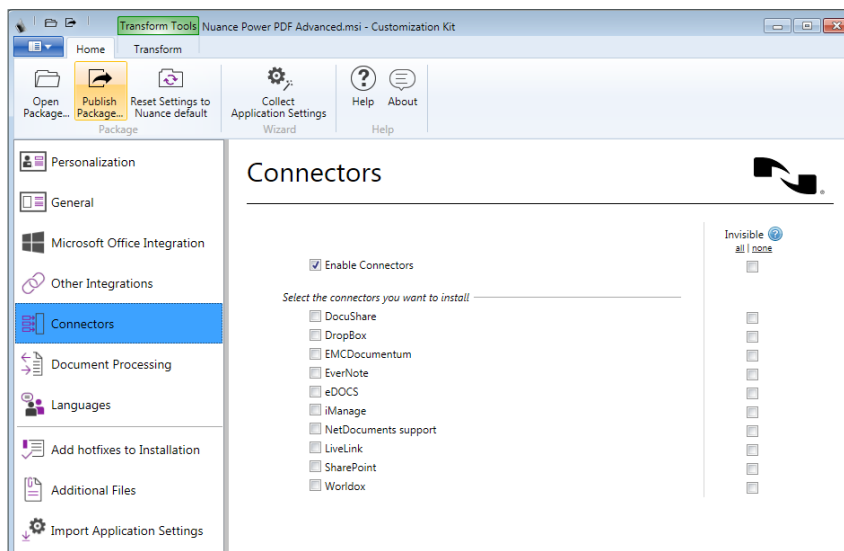 Transform Tools Nuance Power PDF Advanced.msi - Customization Kit
Home Transform
Open Package... Publish Package... Reset Settings to Nuance default
Package
Collect Application Settings
Wizard
Help About
Help
Personalization
General
Microsoft Office Integration
Other Integrations
Connectors
Document Processing
Languages
Add hotfixes to Installation
Additional Files
Import Application Settings
Connectors
Invisible ?
all | none
Enable Connectors
Select the connectors you want to install
DocuShare
DropBox
EMCDocumentum
EverNote
eDOCS
iManage
NetDocuments support
LiveLink
SharePoint
Worldox